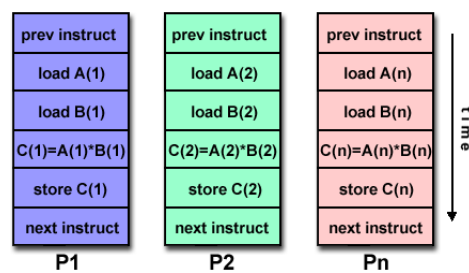 prev instruct prev instruct prev instruct
load A(1) load A(2) load A(n)
load B(1) load B(2) load B(n)
C(1)=A(1)*B(1) C(2)=A(2)*B(2) C(n)=A(n)*B(n)
store C(1) store C(2) store C(n)
next instruct next instruct next instruct
P1 P2 Pn
time